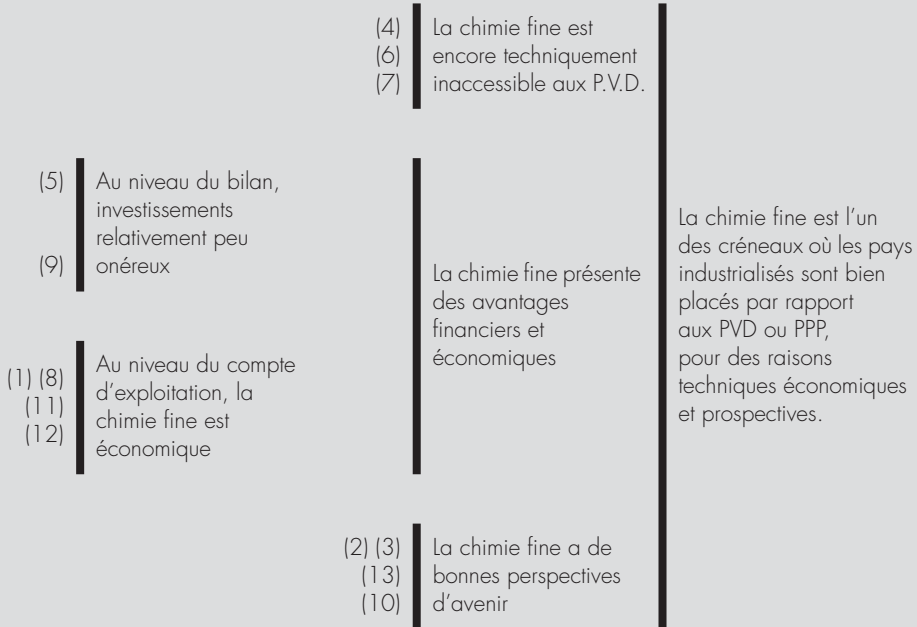 (4)
(6)
(7)
La chimie fine est
encore techniquement
inaccessible aux P.V.D.
(5)
(9)
Au niveau du bilan,
investissements
relativement peu
onéreux
(1) (8)
(11)
(12)
Au niveau du compte
d’exploitation, la
chimie fine est
économique
La chimie fine présente
des avantages
financiers et
économiques
(2) (3)
(13)
(10)
La chimie fine a de
bonnes perspectives
d’avenir
La chimie fine est l’un
des créneaux où les pays
industrialisés sont bien
placés par rapport
aux PVD ou PPP,
pour des raisons
techniques économiques
et prospectives.